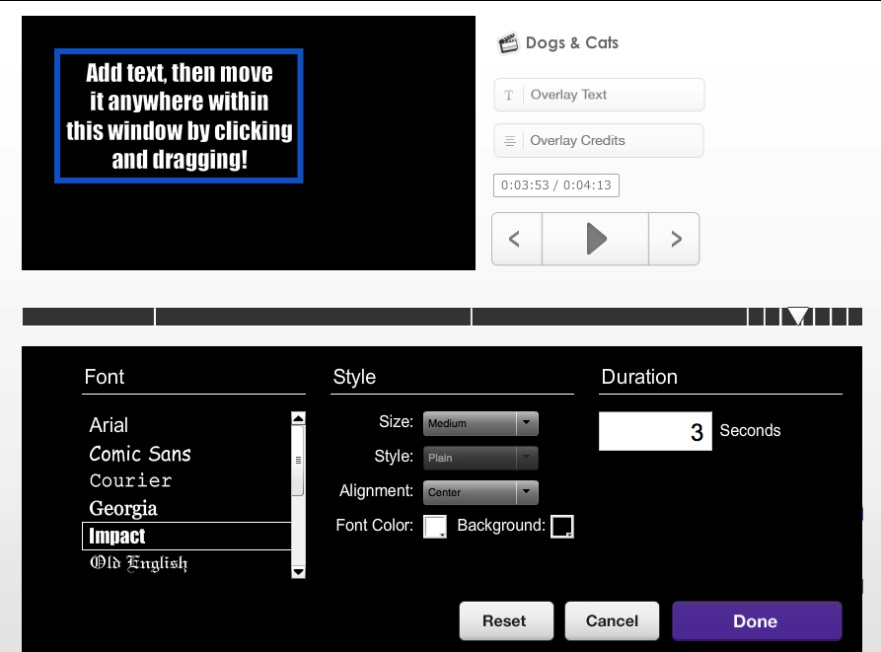 Add text, then move
it anywhere within
this window by clicking
and dragging!
Dogs & Cats
T Overlay Text
Overlay Credits
0:03:53 / 0:04:13
Font
Arial
Comic Sans
Courier
Georgia
Impact
Old English
Style
Size: Medium
Style: Plain
Alignment: Center
Font Color: Background:
Duration
3 Seconds
Reset Cancel Done